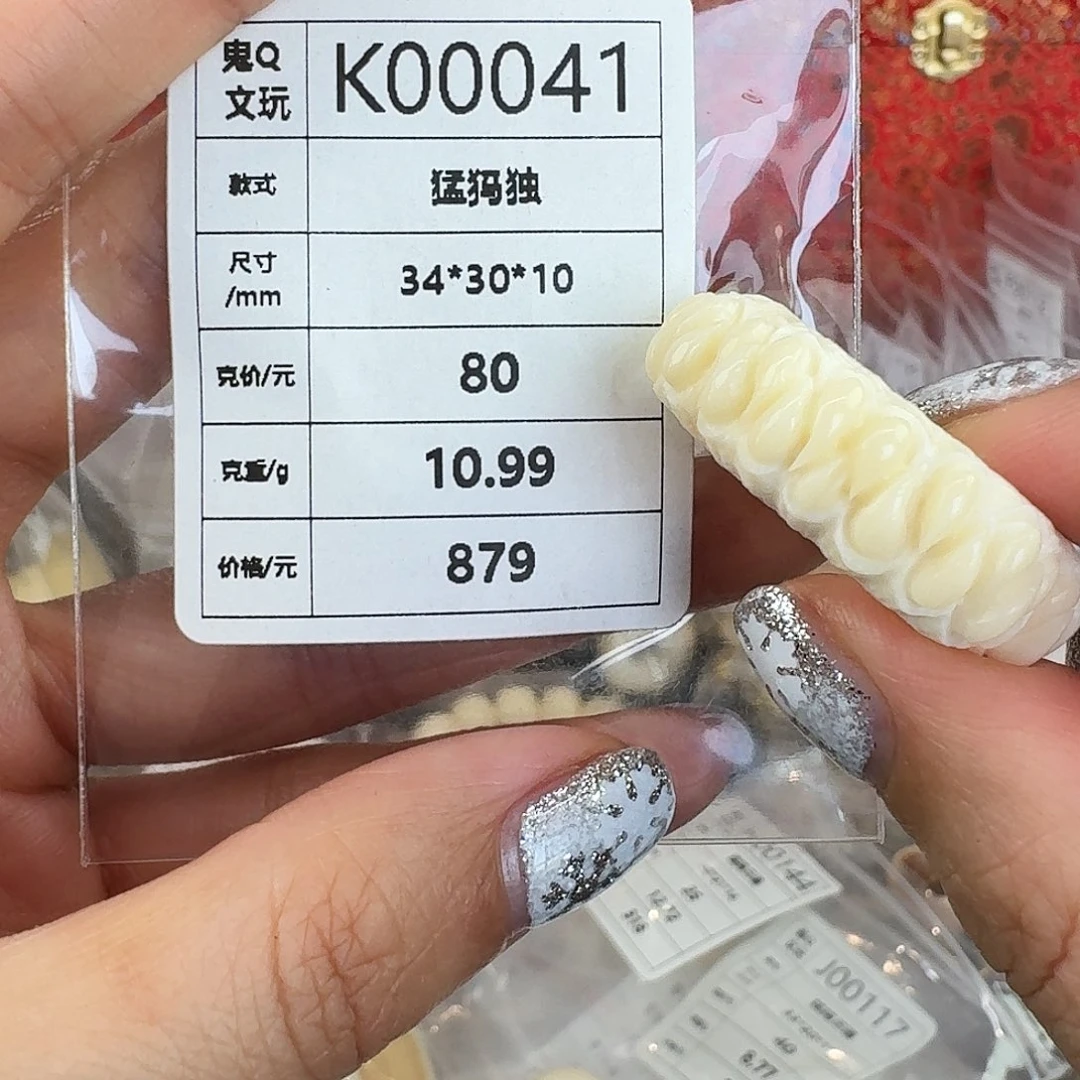 鬼Q
文玩
K00041
款式
猛犸独
尺寸
/mm
34*30*10
克价/元
80
克重/g
10.99
价格/元
879
00144
J00117